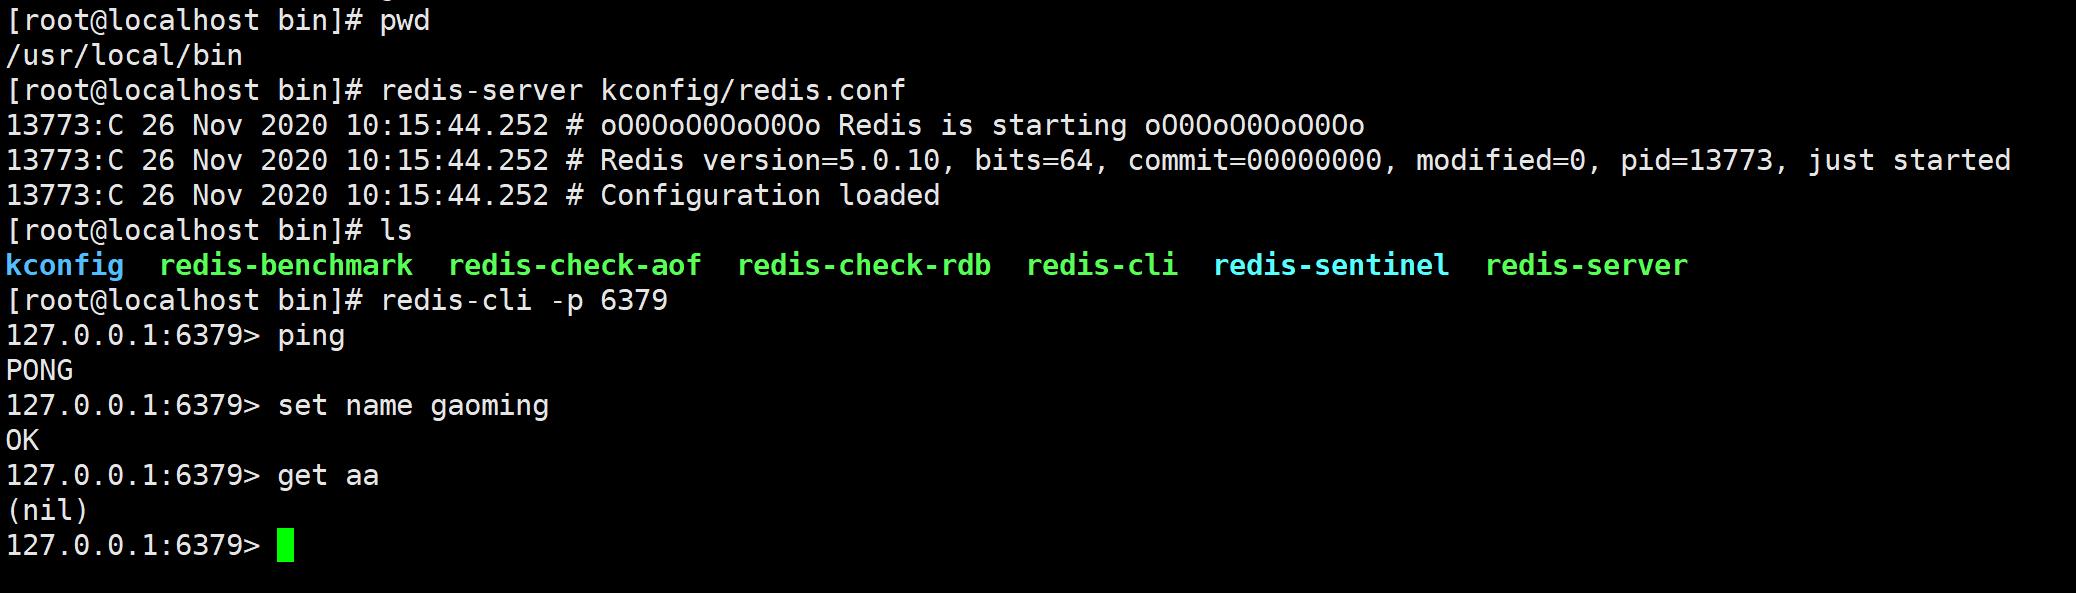 [root@localhost bin]# pwd
/usr/local/bin
[root@localhost bin]# redis-server kconfig/redis.conf
13773:C 26 Nov 2020 10:15:44.252 # oO0OoO0OoO0Oo Redis is starting oO0OoO0OoO0Oo
13773:C 26 Nov 2020 10:15:44.252 # Redis version=5.0.10, bits=64, commit=00000000, modified=0, pid=13773, just started
13773:C 26 Nov 2020 10:15:44.252 # Configuration loaded
[root@localhost bin]# ls
kconfig  redis-benchmark  redis-check-aof  redis-check-rdb  redis-cli  redis-sentinel  redis-server
[root@localhost bin]# redis-cli -p 6379
127.0.0.1:6379> ping
PONG
127.0.0.1:6379> set name gaoming
OK
127.0.0.1:6379> get aa
(nil)
127.0.0.1:6379>